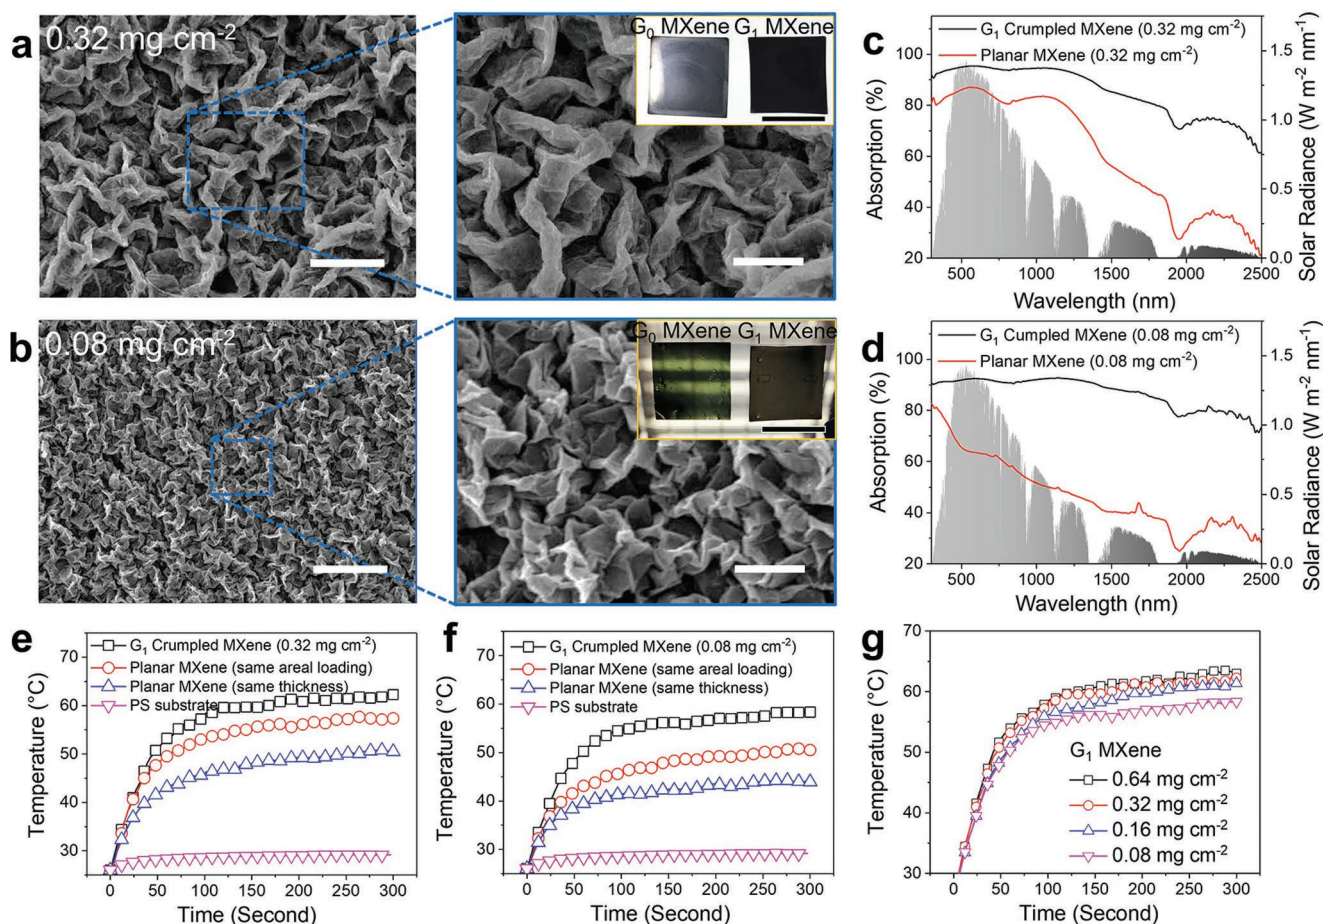 a
0.32 mg cm-2
G0 MXene G1 MXene
b
0.08 mg cm-2
G0 MXene G1 MXene
c
G1 Crumpled MXene (0.32 mg cm-2)
Planar MXene (0.32 mg cm-2)
100
80
60
40
20
1.5
1.0
0.5
0.0
500 1000 1500 2000 2500
Absorption (%)
Solar Radiance (W m-2 nm-1)
Wavelength (nm)
d
G1 Cumpled MXene (0.08 mg cm-2)
Planar MXene (0.08 mg cm-2)
100
80
60
40
20
1.5
1.0
0.5
0.0
500 1000 1500 2000 2500
Absorption (%)
Solar Radiance (W m-2 nm-1)
Wavelength (nm)
e
G1 Crumpled MXene (0.32 mg cm-2)
Planar MXene (same areal loading)
Planar MXene (same thickness)
PS substrate
70
60
50
40
30
0 50 100 150 200 250 300
Temperature (°C)
Time (Second)
f
G1 Crumpled MXene (0.08 mg cm-2)
Planar MXene (same areal loading)
Planar MXene (same thickness)
PS substrate
70
60
50
40
30
0 50 100 150 200 250 300
Temperature (°C)
Time (Second)
g
70
60
50
40
30
G1 MXene
0.64 mg cm-2
0.32 mg cm-2
0.16 mg cm-2
0.08 mg cm-2
0 50 100 150 200 250 300
Temperature (°C)
Time (Second)